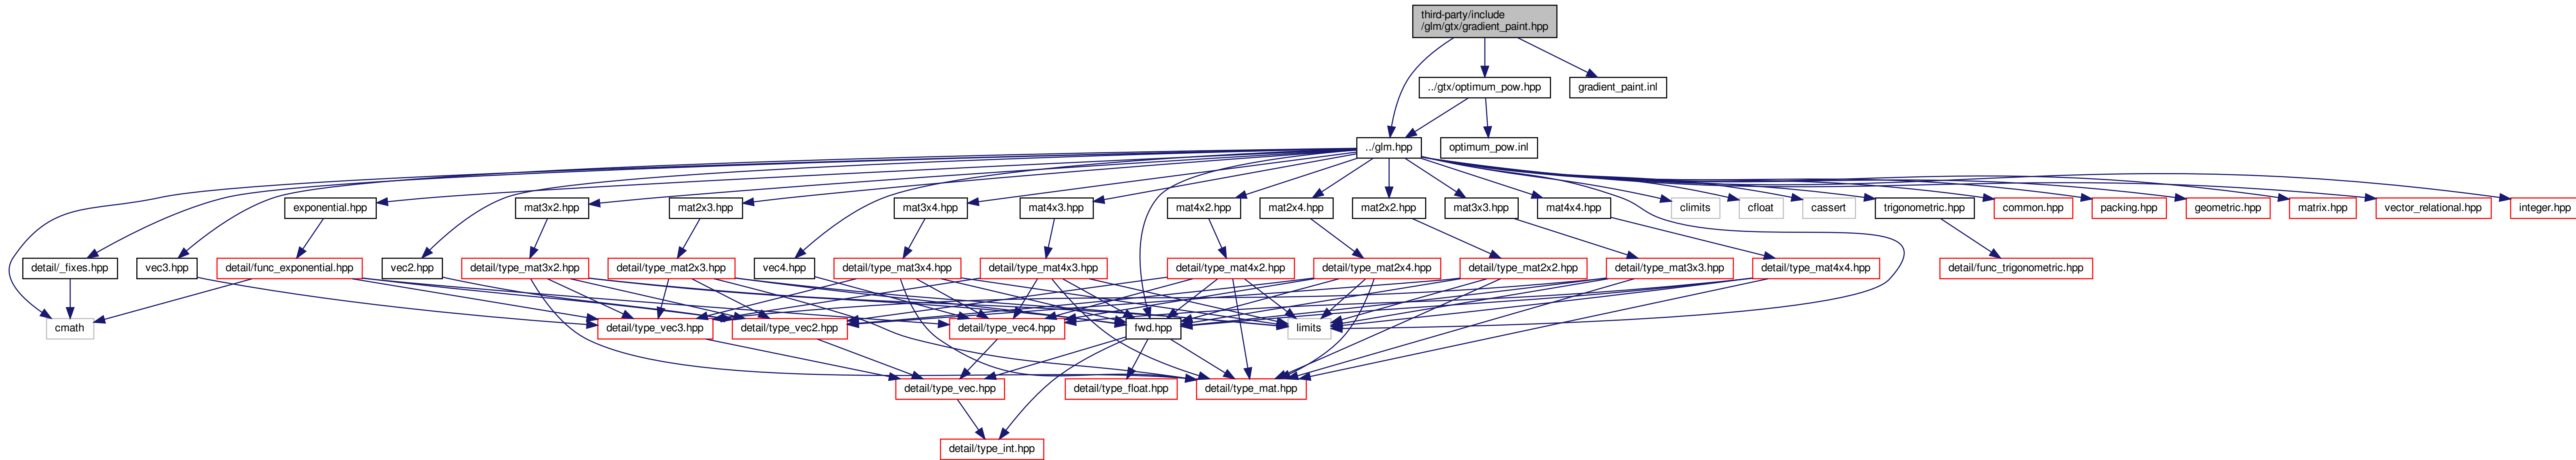 third-party/include
/glm/gtx/gradient_paint.hpp
../gtx/optimum_pow.hpp
gradient_paint.inl
../glm.hpp
optimum_pow.inl
exponential.hpp
mat3x2.hpp
mat2x3.hpp
mat3x4.hpp
mat4x3.hpp
mat4x2.hpp
mat2x4.hpp
mat2x2.hpp
mat3x3.hpp
mat4x4.hpp
climits
cfloat
cassert
trigonometric.hpp
common.hpp
packing.hpp
geometric.hpp
matrix.hpp
vector_relational.hpp
integer.hpp
detail/_fixes.hpp
vec3.hpp
detail/func_exponential.hpp
vec2.hpp
detail/type_mat3x2.hpp
detail/type_mat2x3.hpp
vec4.hpp
detail/type_mat3x4.hpp
detail/type_mat4x3.hpp
detail/type_mat4x2.hpp
detail/type_mat2x4.hpp
detail/type_mat2x2.hpp
detail/type_mat3x3.hpp
detail/type_mat4x4.hpp
detail/func_trigonometric.hpp
cmath
detail/type_vec3.hpp
detail/type_vec2.hpp
detail/type_vec4.hpp
fwd.hpp
limits
detail/type_vec.hpp
detail/type_float.hpp
detail/type_mat.hpp
detail/type_int.hpp